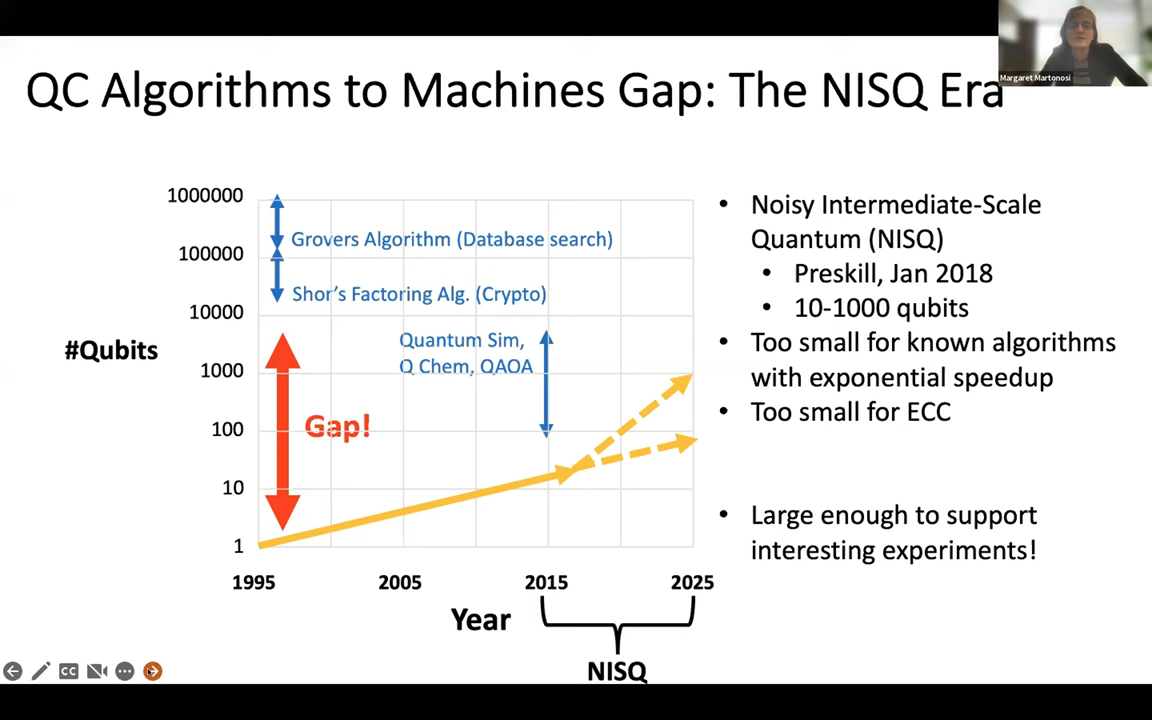 Margaret Martonosi
QC Algorithms to Machines Gap: The NISQ Era
1000000
100000
10000
1000
100
10
1
#Qubits
Grovers Algorithm (Database search)
Shor's Factoring Alg. (Crypto)
Quantum Sim,
Q Chem, QAOA
Gap!
1995
2005
2015
2025
Year
NISQ
• Noisy Intermediate-Scale
Quantum (NISQ)
• Preskill, Jan 2018
• 10-1000 qubits
• Too small for known algorithms
with exponential speedup
• Too small for ECC
• Large enough to support
interesting experiments!
CC